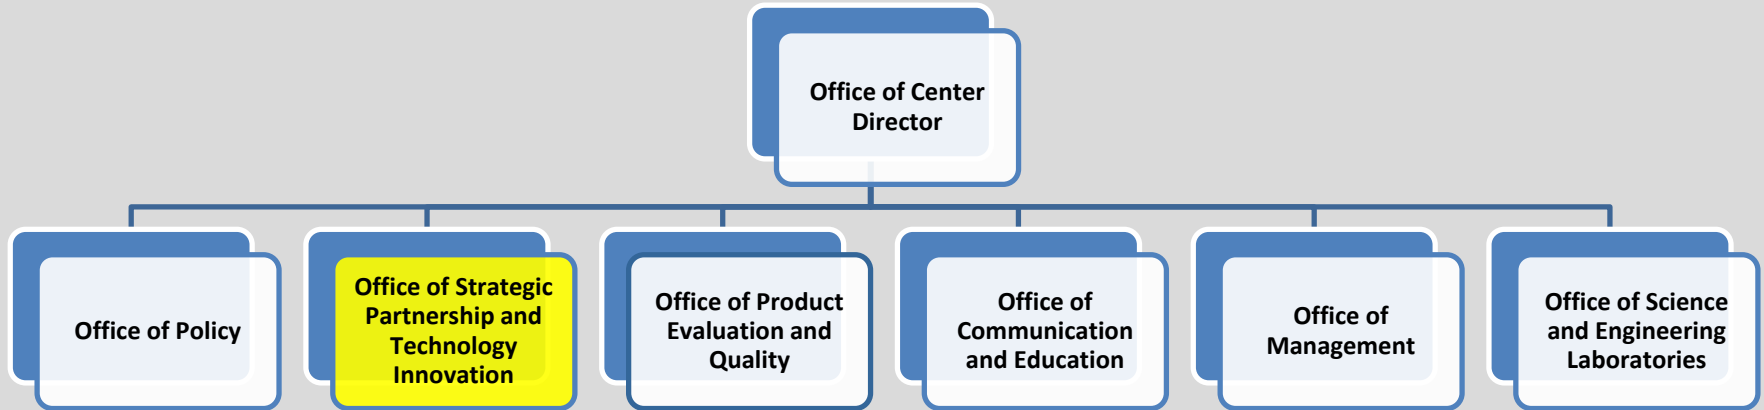 Office of Center
Director
Office of Policy
Office of Strategic
Partnership and
Technology
Innovation
Office of Product
Evaluation and
Quality
Office of
Communication
and Education
Office of
Management
Office of Science
and Engineering
Laboratories